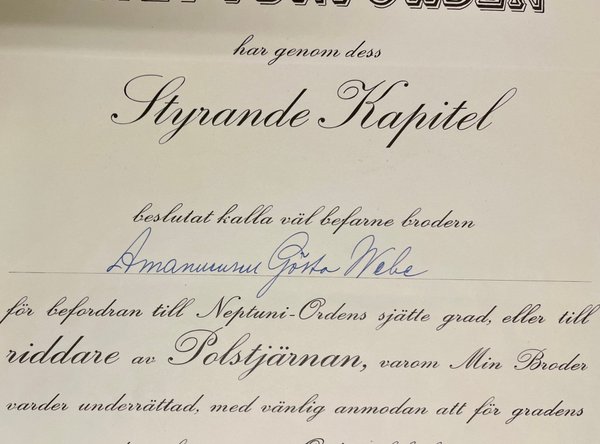 har genom dess
Styrande Kapitel
beslutat kalla väl befarne brodern
Amanuensen Gösta Webe
för befordran till Neptuni-Ordens sjätte grad, eller till
riddare av Polstjärnan, varom Min Broder
varder underrättad, med vänlig anmodan att för gradens